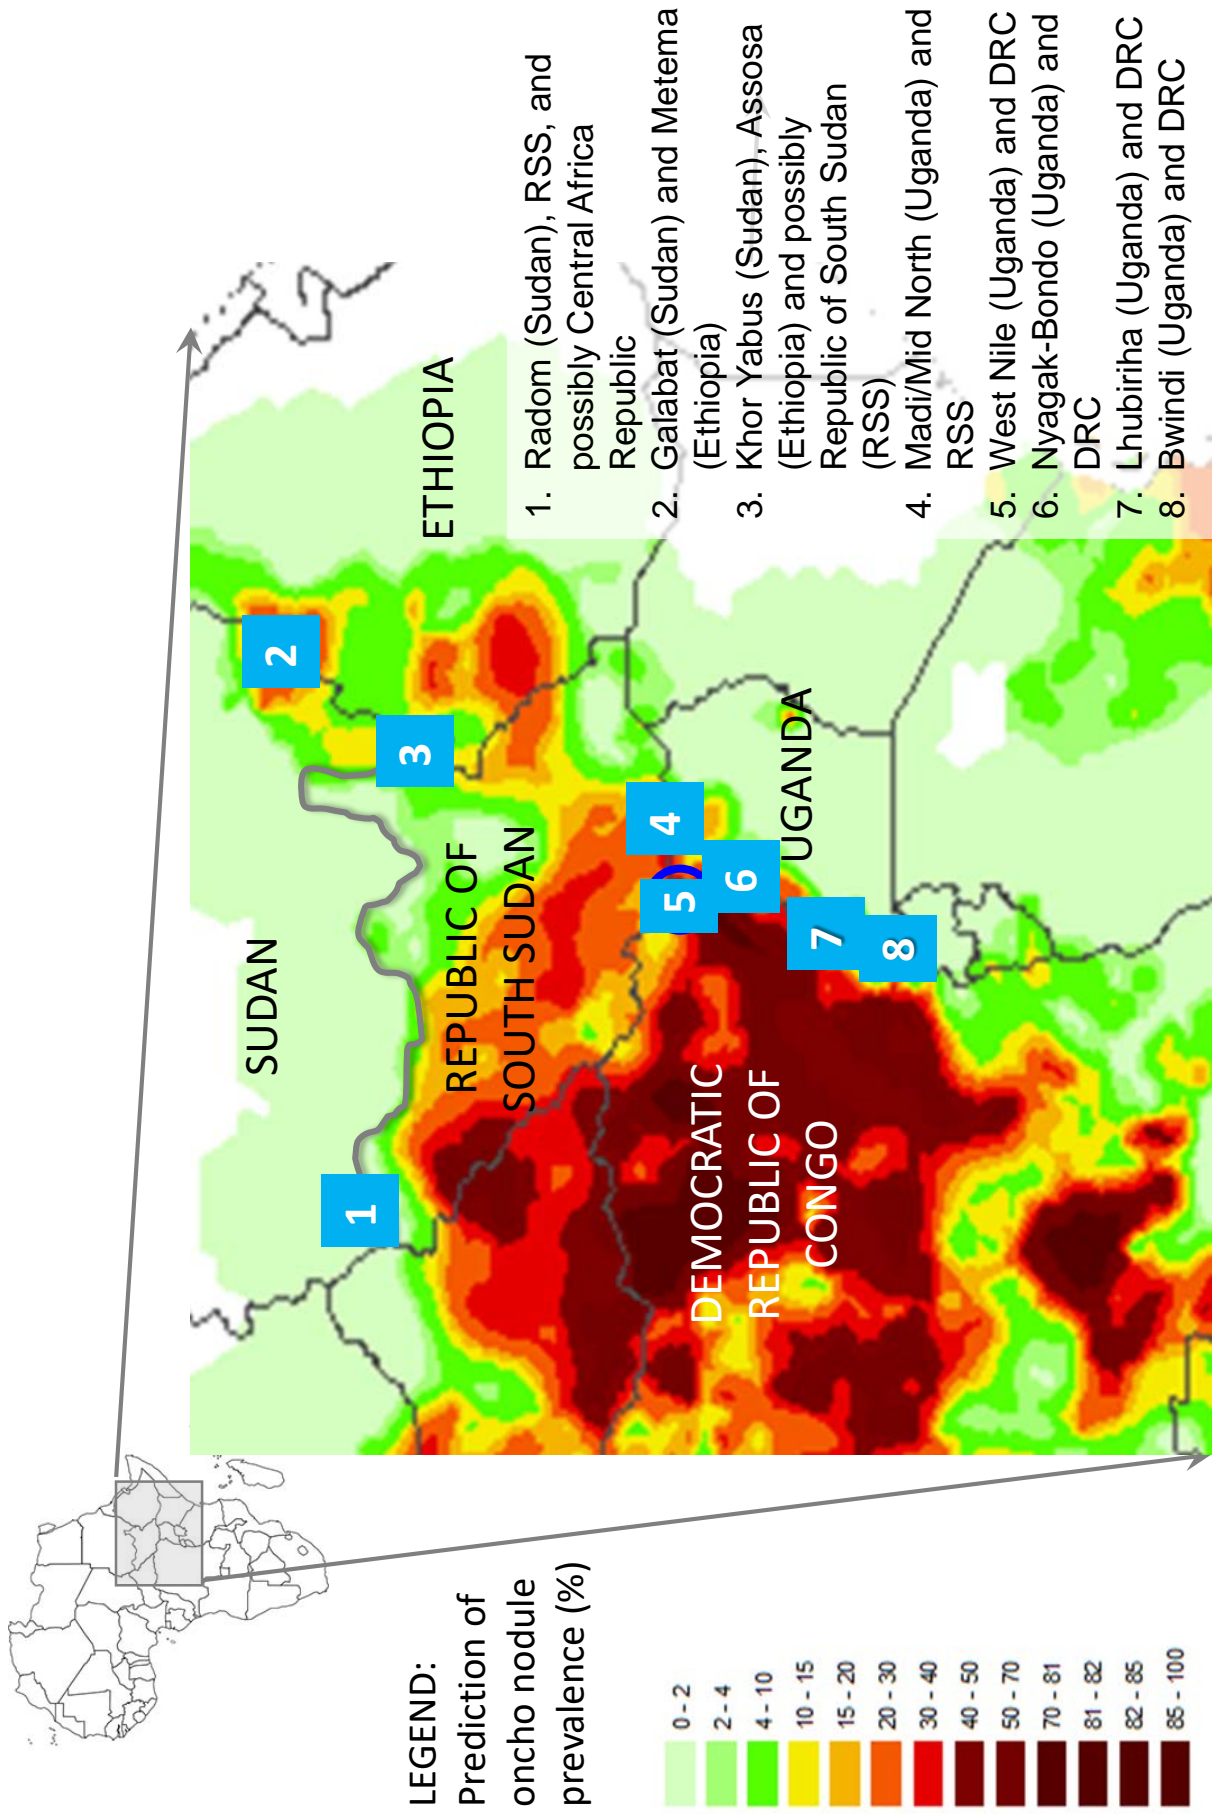 SUDAN
ETHIOPIA
REPUBLIC OF
SOUTH SUDAN
UGANDA
DEMOCRATIC
REPUBLIC OF
CONGO
1
2
3
4
5
6
7
8
1. Radom (Sudan), RSS, and
possibly Central Africa
Republic
2. Galabat (Sudan) and Metema
(Ethiopia)
3. Khor Yabus (Sudan), Assosa
(Ethiopia) and possibly
Republic of South Sudan
(RSS)
4. Madi/Mid North (Uganda) and
RSS
5. West Nile (Uganda) and DRC
6. Nyagak-Bondo (Uganda) and
DRC
7. Lhubiriha (Uganda) and DRC
8. Bwindi (Uganda) and DRC
LEGEND:
Prediction of
oncho nodule
prevalence (%)
0 - 2
2 - 4
4 - 10
10 - 15
15 - 20
20 - 30
30 - 40
40 - 50
50 - 70
70 - 81
81 - 82
82 - 85
85 - 100